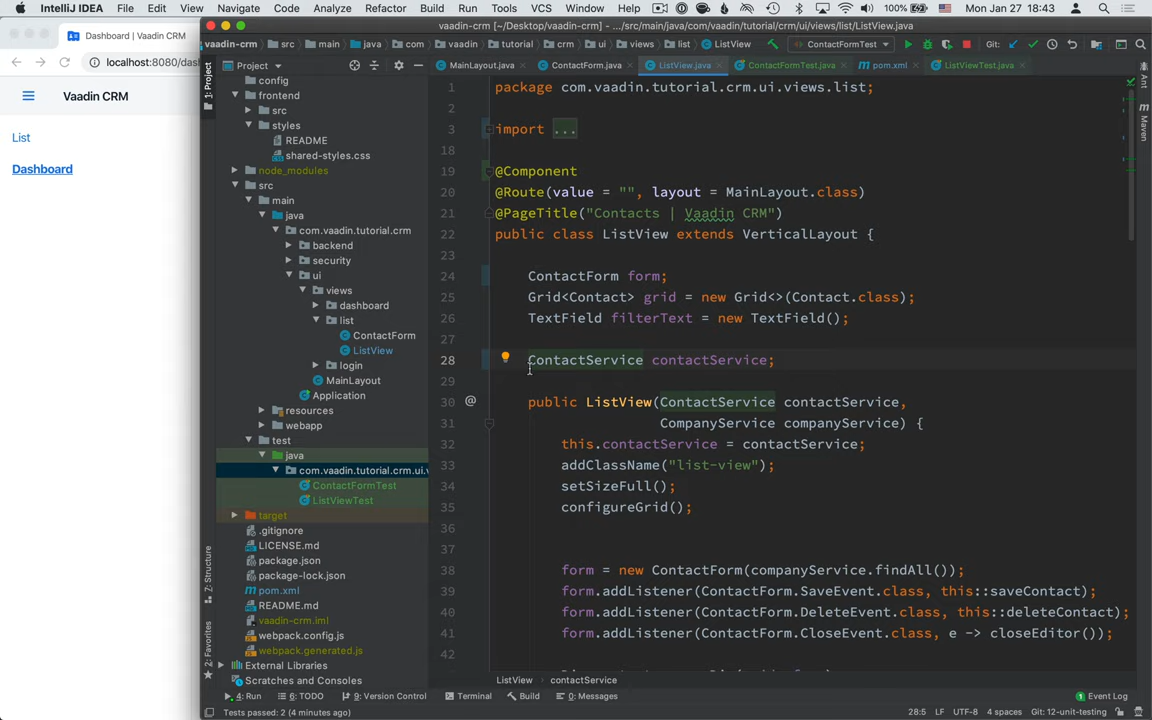 IntelliJ IDEA File Edit View Navigate Code Analyze Refactor Build Run Tools VCS Window Help 100% Mon Jan 27 18:43
Dashboard | Vaadin CRM
vaadin-crm [~/Desktop/vaadin-crm] - .../src/main/java/com/vaadin/tutorial/crm/ui/views/list/ListView.java
localhost:8080/das
vaadin-crm src main java com vaadin tutorial crm ui views list ListView ContactFormTest Git:
Vaadin CRM
List
Dashboard
1: Project
2: Structure
2: Favorites
Project
config
frontend
src
styles
README
shared-styles.css
node_modules
src
main
java
com.vaadin.tutorial.crm
backend
security
ui
views
dashboard
list
ContactForm
ListView
login
MainLayout
Application
resources
webapp
test
java
com.vaadin.tutorial.crm.ui.v
ContactFormTest
ListViewTest
target
.gitignore
LICENSE.md
package.json
package-lock.json
pom.xml
README.md
vaadin-crm.iml
webpack.config.js
webpack.generated.js
External Libraries
Scratches and Consoles
MainLayout.java ContactForm.java ListView.java ContactFormTest.java pom.xml ListViewTest.java
1 package com.vaadin.tutorial.crm.ui.views.list;
3 import ...
18
19 @Component
20 @Route(value = "", layout = MainLayout.class)
21 @PageTitle("Contacts | Vaadin CRM")
22 public class ListView extends VerticalLayout {
23
24 ContactForm form;
25 Grid<Contact> grid = new Grid<>(Contact.class);
26 TextField filterText = new TextField();
27
28 ContactService contactService;
29
30 @ public ListView(ContactService contactService,
31 CompanyService companyService) {
32 this.contactService = contactService;
33 addClassName("list-view");
34 setSizeFull();
35 configureGrid();
36
37
38 form = new ContactForm(companyService.findAll());
39 form.addListener(ContactForm.SaveEvent.class, this::saveContact);
40 form.addListener(ContactForm.DeleteEvent.class, this::deleteContact);
41 form.addListener(ContactForm.CloseEvent.class, e -> closeEditor());
42
Ant
Maven
ListView contactService
4: Run 6: TODO 9: Version Control Terminal Build 0: Messages 1 Event Log
Tests passed: 2 (4 minutes ago) 28:5 LF UTF-8 4 spaces Git: 12-unit-testing